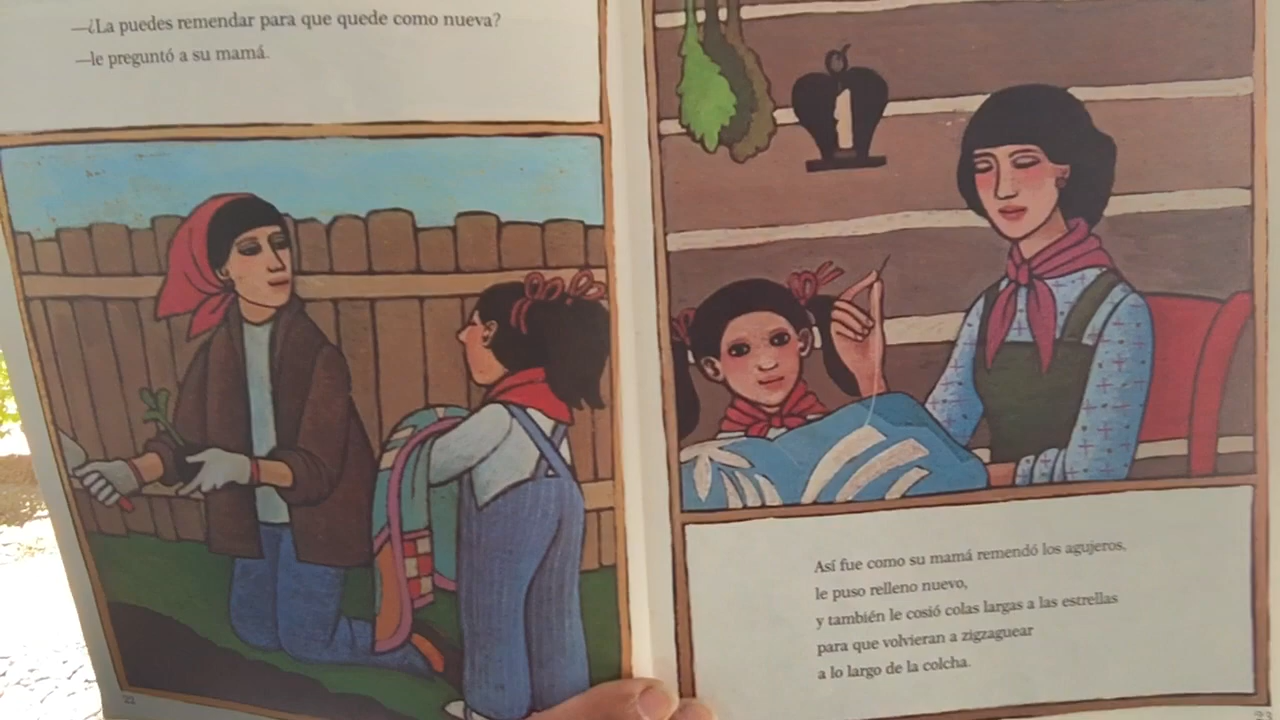 —¿La puedes remendar para que quede como nueva?
—le preguntó a su mamá.
22
Así fue como su mamá remendó los agujeros,
le puso relleno nuevo,
y también le cosió colas largas a las estrellas
para que volvieran a zigzaguear
a lo largo de la colcha.